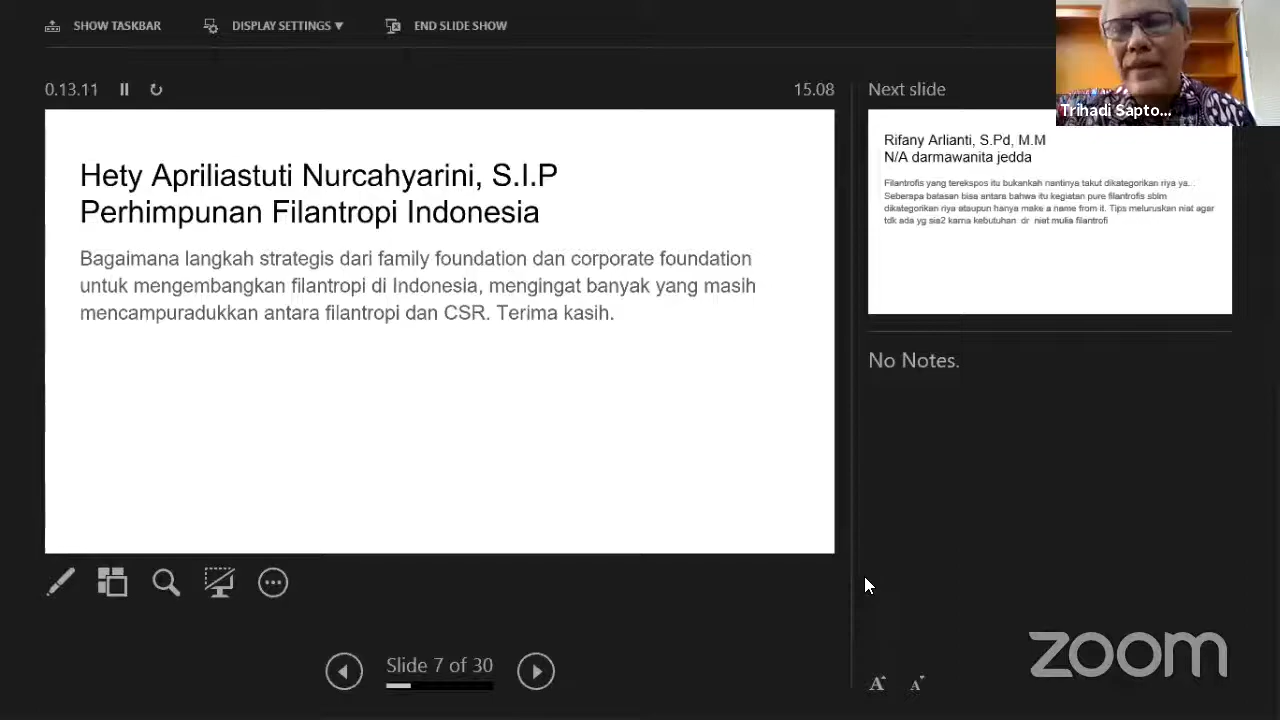 SHOW TASKBAR DISPLAY SETTINGS ▼ END SLIDE SHOW
0.13.11 15.08
Hety Apriliastuti Nurcahyarini, S.I.P
Perhimpunan Filantropi Indonesia
Bagaimana langkah strategis dari family foundation dan corporate foundation
untuk mengembangkan filantropi di Indonesia, mengingat banyak yang masih
mencampuradukkan antara filantropi dan CSR. Terima kasih.
Slide 7 of 30
Next slide
Trihadi Sapto...
Rifany Arlianti, S.Pd, M.M
N/A darmawanita jedda
Filantrofis yang terekspos itu bukankah nantinya takut dikategorikan riya ya...
Seberapa batasan bisa antara bahwa itu kegiatan pure filantrofis sblm
dikategorikan riya ataupun hanya make a name from it. Tips meluruskan niat agar
tdk ada yg sia2 karna kebutuhan dr niat mulia filantrofi
No Notes.
A A
zoom